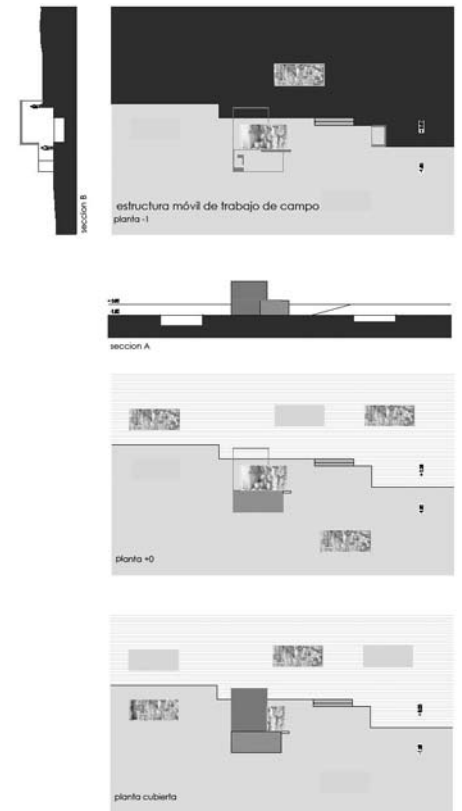 seccion B
estructura móvil de trabajo de campo
planta -1
seccion A
planta +0
planta cubierta